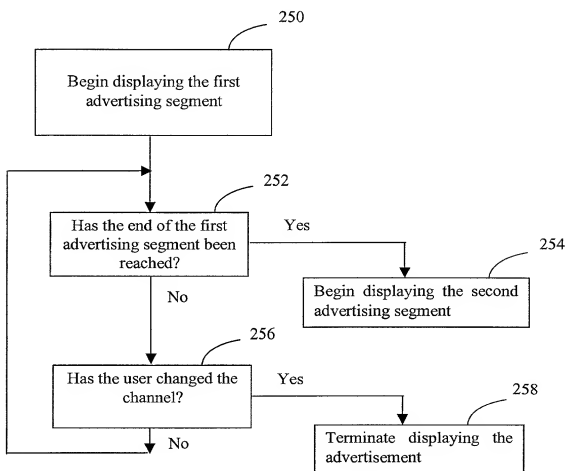 250
Begin displaying the first
advertising segment
252
Has the end of the first
advertising segment been
reached?
Yes
254
Begin displaying the second
advertising segment
No
256
Has the user changed the
channel?
Yes
258
Terminate displaying the
advertisement
No